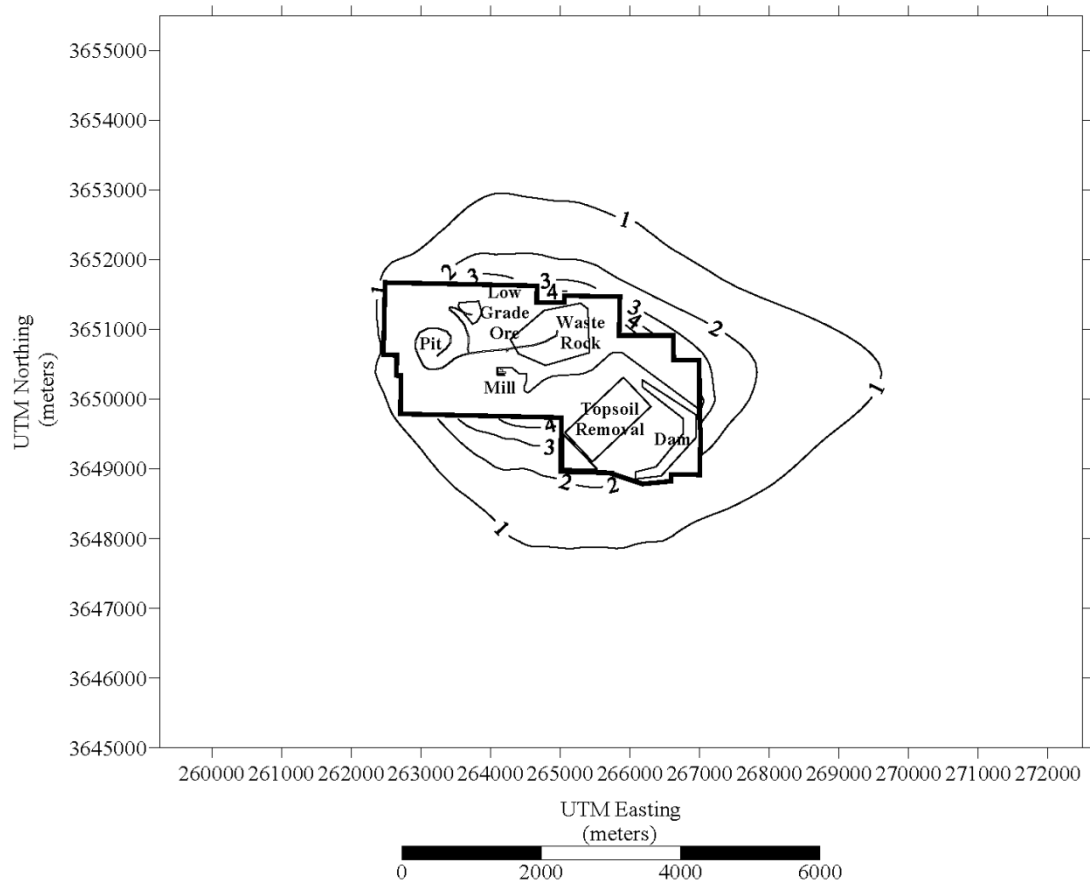 3655000
3654000
3653000
3652000
3651000
3650000
3649000
3648000
3647000
3646000
3645000
UTM Northing
(meters)
1
1
2
3
3
4
Low
Grade
Ore
Pit
Mill
Waste
Rock
3
4
2
1
Topsoil
Removal
Dam
4
3
2
2
1
260000 261000 262000 263000 264000 265000 266000 267000 268000 269000 270000 271000 272000
UTM Easting
(meters)
0 2000 4000 6000